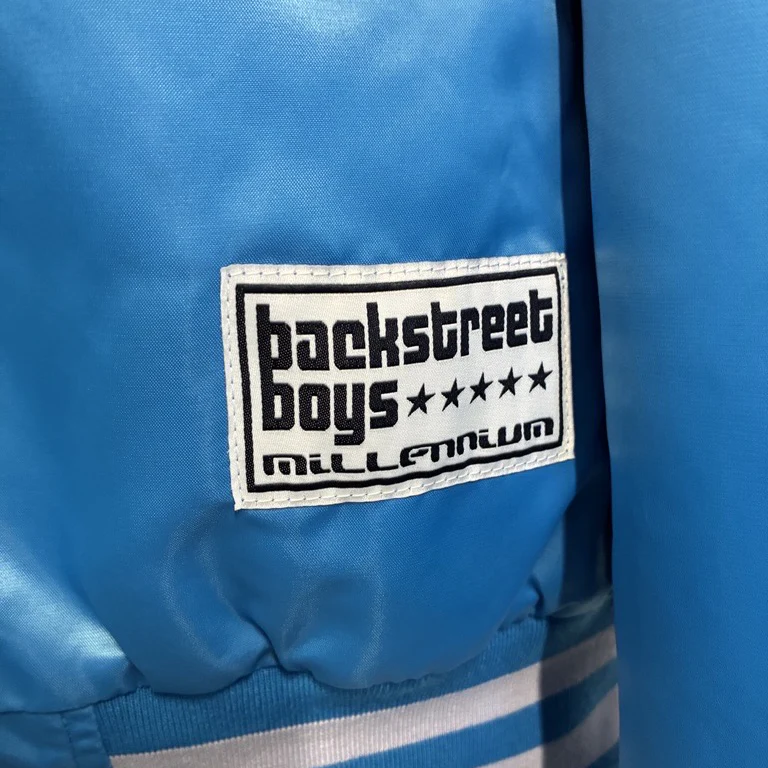 backstreet
boys ★★★★★
millennium